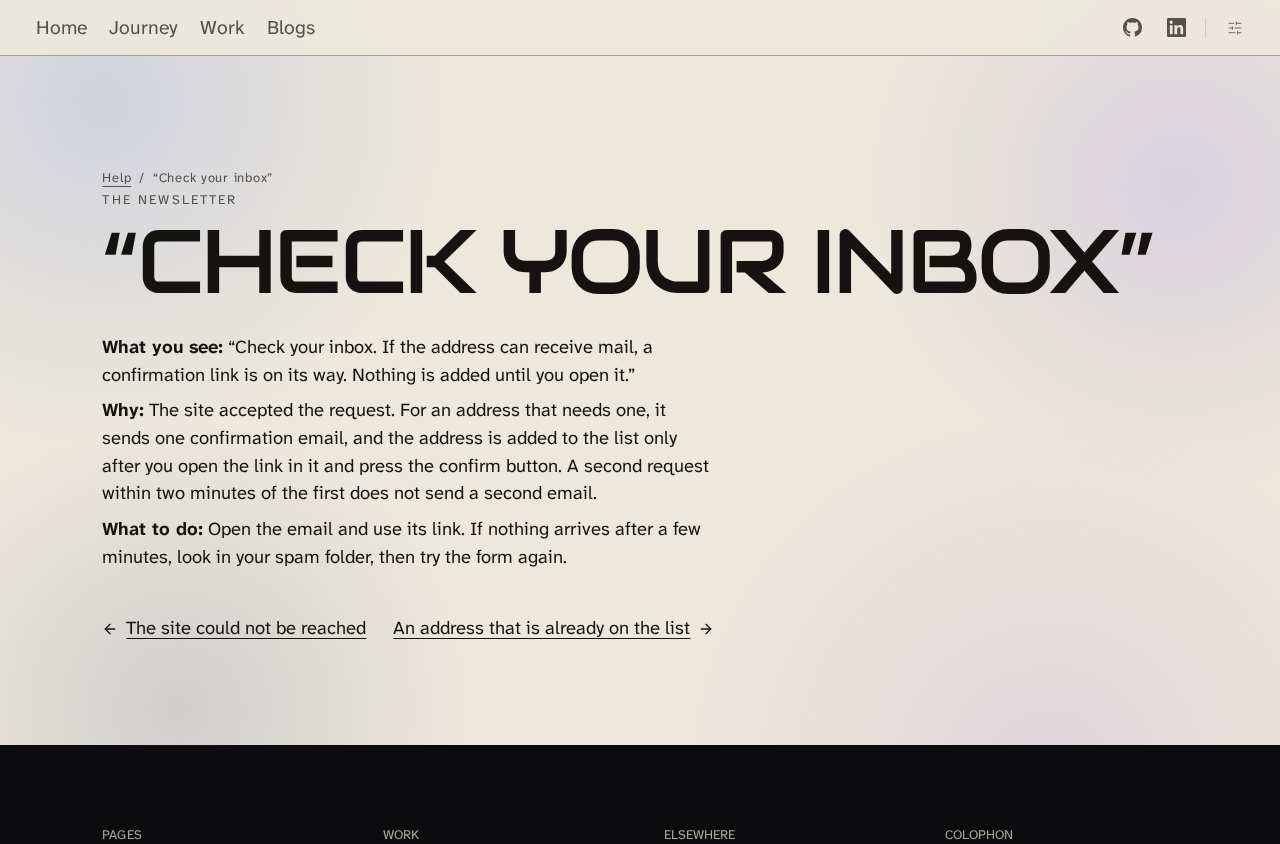 Home Journey Work Blogs
Help / “Check your inbox”
THE NEWSLETTER
“CHECK YOUR INBOX”
What you see: “Check your inbox. If the address can receive mail, a
confirmation link is on its way. Nothing is added until you open it.”
Why: The site accepted the request. For an address that needs one, it
sends one confirmation email, and the address is added to the list only
after you open the link in it and press the confirm button. A second request
within two minutes of the first does not send a second email.
What to do: Open the email and use its link. If nothing arrives after a few
minutes, look in your spam folder, then try the form again.
← The site could not be reached An address that is already on the list →
PAGES WORK ELSEWHERE COLOPHON